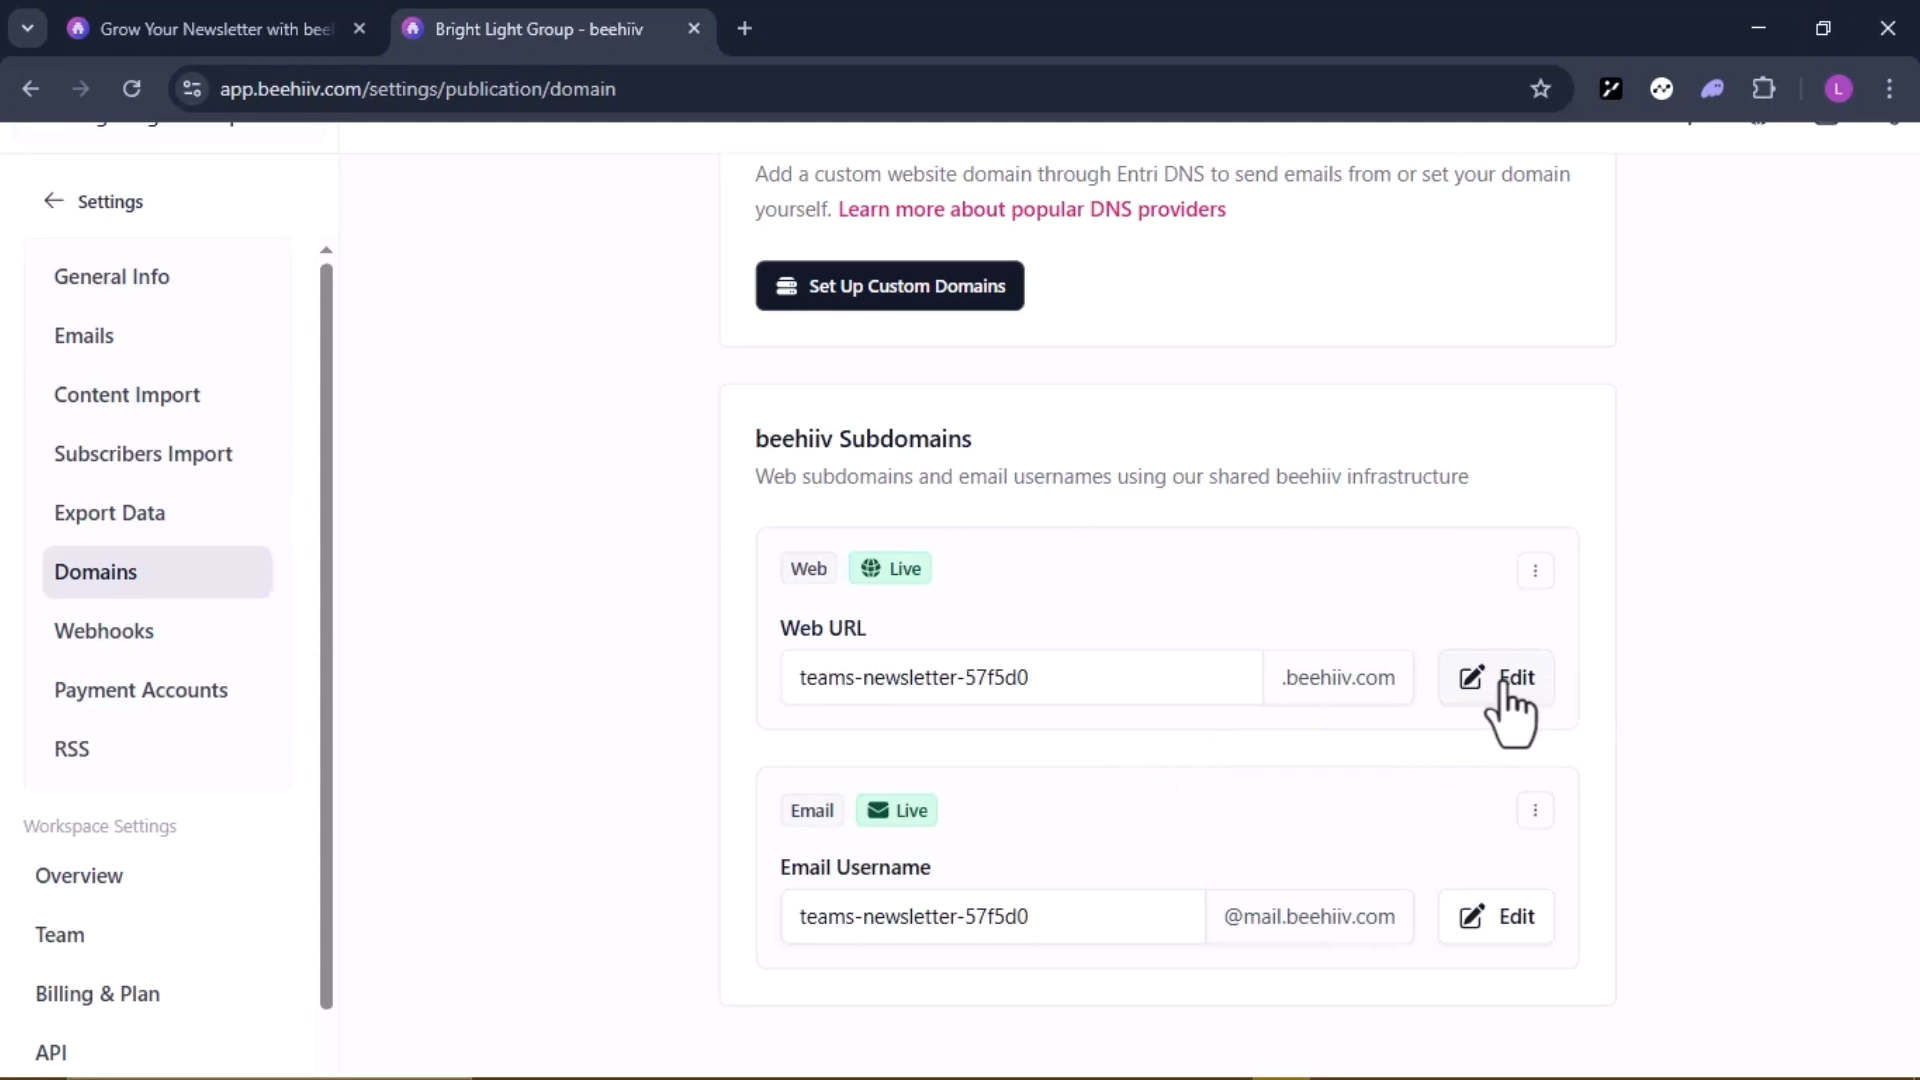 Grow Your Newsletter with bee
Bright Light Group - beehiiv
app.beehiiv.com/settings/publication/domain
L
Settings
General Info
Emails
Content Import
Subscribers Import
Export Data
Domains
Webhooks
Payment Accounts
RSS
Workspace Settings
Overview
Team
Billing & Plan
API
Add a custom website domain through Entri DNS to send emails from or set your domain
yourself. Learn more about popular DNS providers
Set Up Custom Domains
beehiiv Subdomains
Web subdomains and email usernames using our shared beehiiv infrastructure
Web Live
Web URL
teams-newsletter-57f5d0 .beehiiv.com Edit
Email Live
Email Username
teams-newsletter-57f5d0 @mail.beehiiv.com Edit